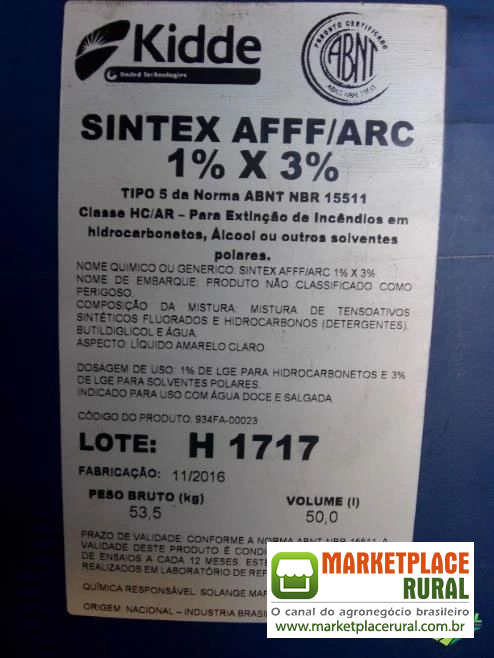 Kidde
United Technologies
PRODUTO CERTIFICADO
ABNT
SINTEX AFFF/ARC
1% X 3%
TIPO 5 da Norma ABNT NBR 15511
Classe HC/AR – Para Extinção de Incêndios em
hidrocarbonetos, Álcool ou outros solventes
polares.
NOME QUIMICO OU GENERICO: SINTEX AFFF/ARC 1% X 3%
NOME DE EMBARQUE: PRODUTO NÃO CLASSIFICADO COMO
PERIGOSO.
COMPOSIÇÃO DA MISTURA: MISTURA DE TENSOATIVOS
SINTÉTICOS FLUORADOS E HIDROCARBONOS (DETERGENTES),
BUTILDIGLICOL E ÁGUA.
ASPECTO: LÍQUIDO AMARELO CLARO
DOSAGEM DE USO: 1% DE LGE PARA HIDROCARBONETOS E 3%
DE LGE PARA SOLVENTES POLARES.
INDICADO PARA USO COM ÁGUA DOCE E SALGADA.
CÓDIGO DO PRODUTO: 934FA-00023
LOTE: H 1717
FABRICAÇÃO: 11/2016
PESO BRUTO (kg) VOLUME (l)
53,5 50,0
PRAZO DE VALIDADE: CONFORME A NORMA ABNT NBR 15511 A
VALIDADE DESTE PRODUTO É
DE ENSAIOS A CADA 12 MESES.
REALIZADOS EM LABORATÓRIO DE
QUÍMICA RESPONSÁVEL: SOLANGE
ORIGEM: NACIONAL – INDUSTRIA
MARKETPLACE
RURAL
O canal do agronegócio brasileiro
www.marketplacerural.com.br